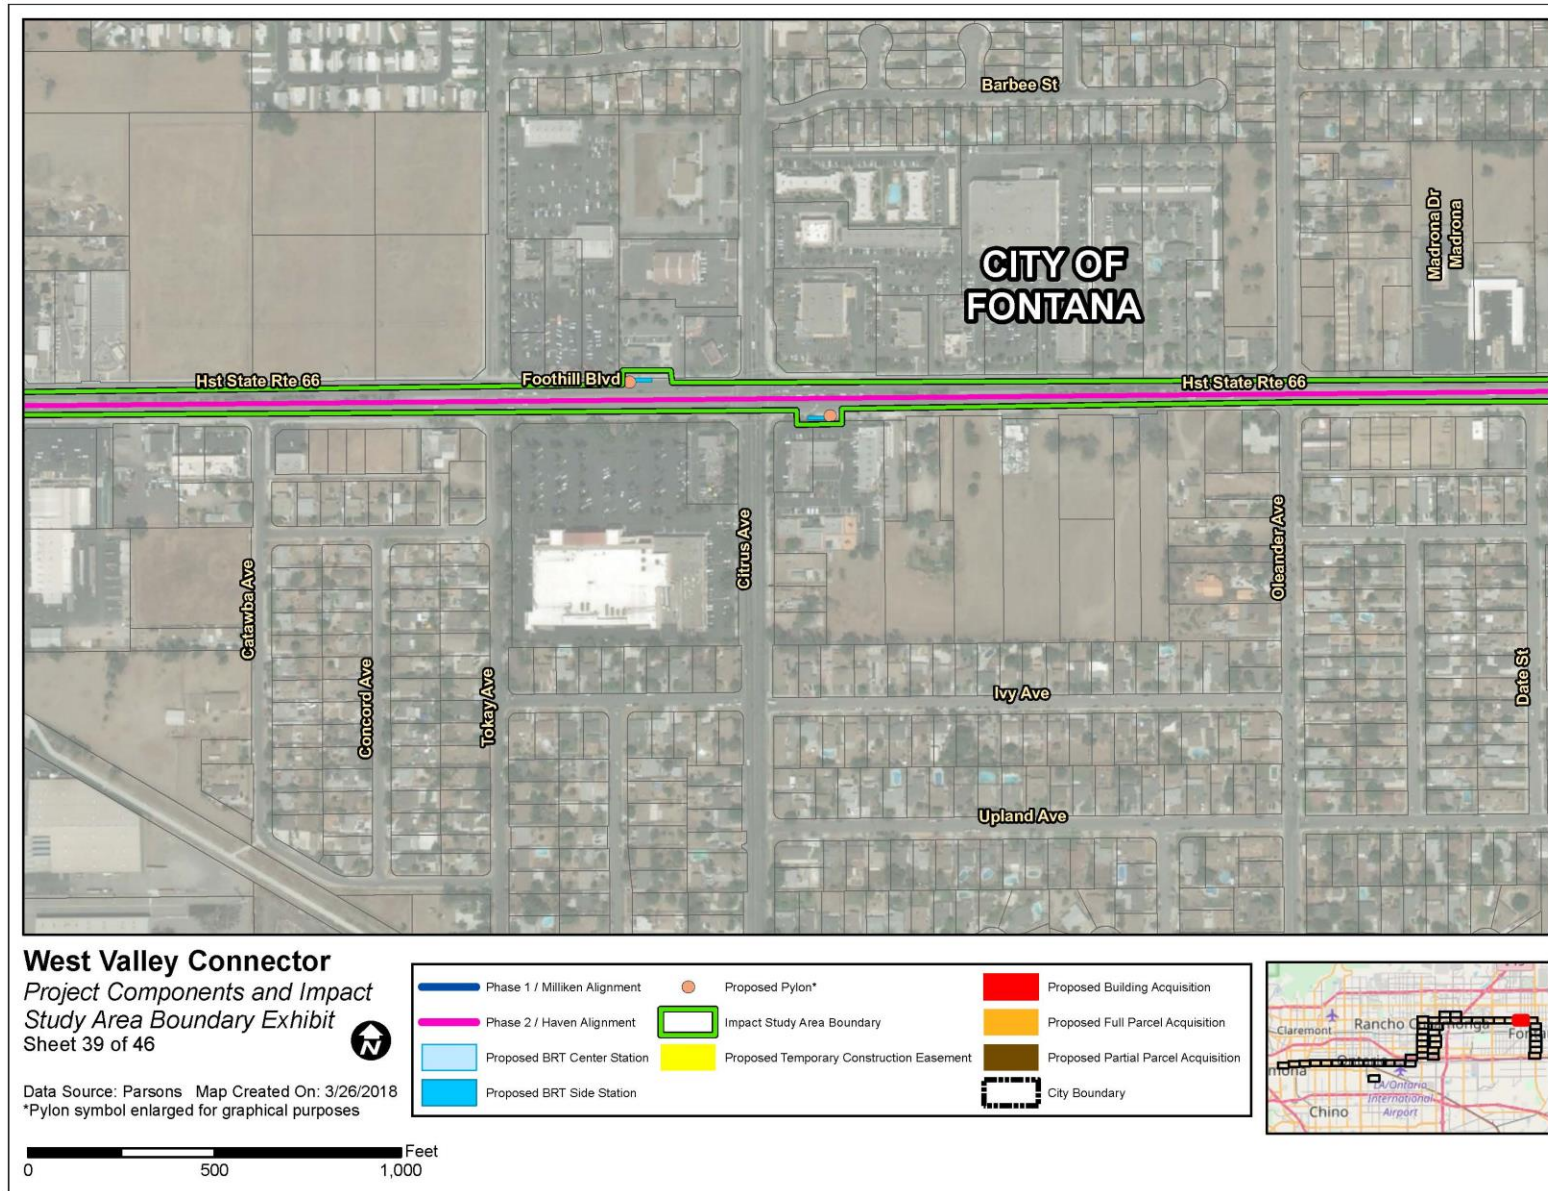 Barbee St
Madrona Dr
Madrona
CITY OF
FONTANA
Hst State Rte 66
Foothill Blvd
Hst State Rte 66
Catawba Ave
Concord Ave
Tokay Ave
Citrus Ave
Oleander Ave
Date St
Ivy Ave
Upland Ave
West Valley Connector
Project Components and Impact
Study Area Boundary Exhibit
Sheet 39 of 46
N
Data Source: Parsons Map Created On: 3/26/2018
*Pylon symbol enlarged for graphical purposes
0 500 1,000 Feet
Phase 1 / Milliken Alignment
Phase 2 / Haven Alignment
Proposed BRT Center Station
Proposed BRT Side Station
Proposed Pylon*
Impact Study Area Boundary
Proposed Temporary Construction Easement
Proposed Building Acquisition
Proposed Full Parcel Acquisition
Proposed Partial Parcel Acquisition
City Boundary
Claremont
Ontario
Chino
LA/Ontario
International
Airport